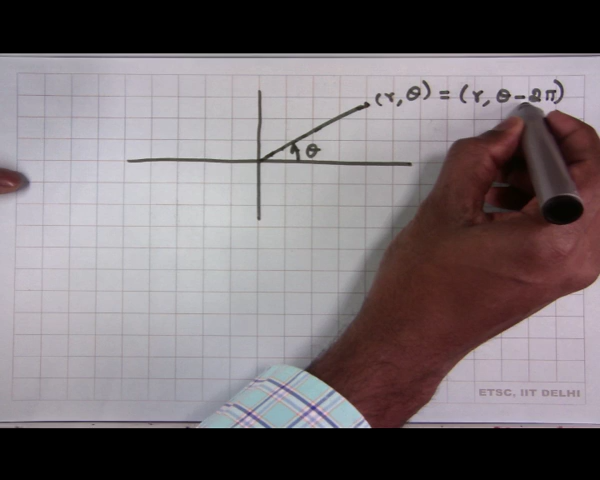 (r, θ) = (r, θ-2π)
θ
ETSC, IIT DELHI